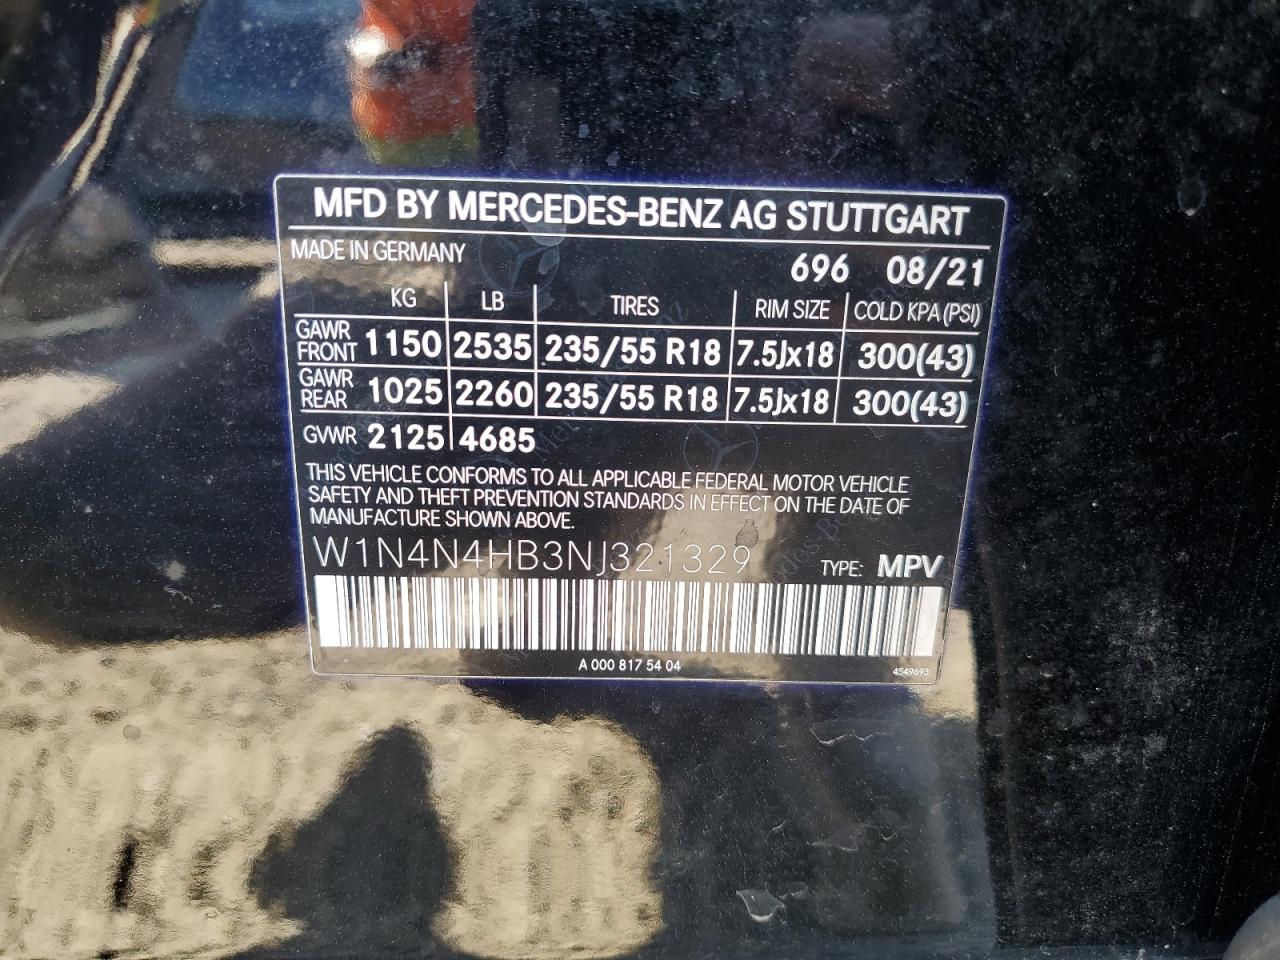 MFD BY MERCEDES-BENZ AG STUTTGART
MADE IN GERMANY 696 08/21
KG LB TIRES RIM SIZE COLD KPA (PSI)
GAWR FRONT 1150 2535 235/55 R18 7.5Jx18 300(43)
GAWR REAR 1025 2260 235/55 R18 7.5Jx18 300(43)
GVWR 2125 4685
THIS VEHICLE CONFORMS TO ALL APPLICABLE FEDERAL MOTOR VEHICLE
SAFETY AND THEFT PREVENTION STANDARDS IN EFFECT ON THE DATE OF
MANUFACTURE SHOWN ABOVE.
W1N4N4HB3NJ321329 TYPE: MPV
A 000 817 54 04 4549693